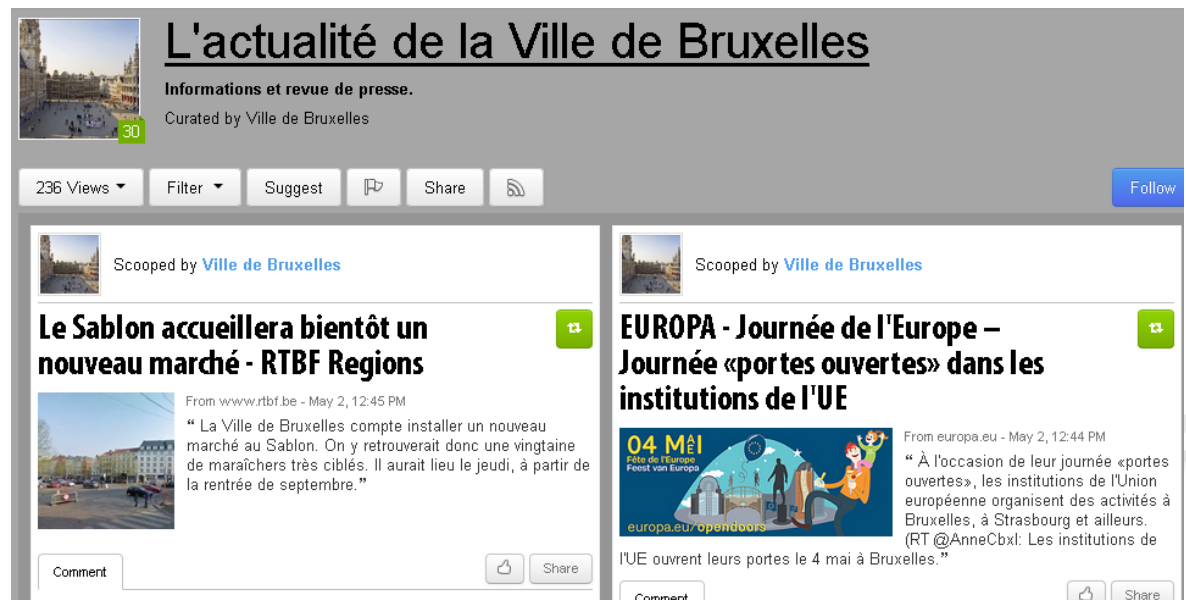 L'actualité de la Ville de Bruxelles
Informations et revue de presse.
Curated by Ville de Bruxelles
30
236 Views
Filter
Suggest
Share
Follow
Scooped by Ville de Bruxelles
Le Sablon accueillera bientôt un
nouveau marché - RTBF Regions
From www.rtbf.be - May 2, 12:45 PM
“ La Ville de Bruxelles compte installer un nouveau
marché au Sablon. On y retrouverait donc une vingtaine
de maraîchers très ciblés. Il aurait lieu le jeudi, à partir de
la rentrée de septembre.”
Comment
Share
Scooped by Ville de Bruxelles
EUROPA - Journée de l'Europe –
Journée «portes ouvertes» dans les
institutions de l'UE
04 MAI
Fête de l'Europe
Feest van Europa
europa.eu/opendoors
From europa.eu - May 2, 12:44 PM
“ À l'occasion de leur journée «portes
ouvertes», les institutions de l'Union
européenne organisent des activités à
Bruxelles, à Strasbourg et ailleurs.
(RT @AnneCbxl: Les institutions de
l'UE ouvrent leurs portes le 4 mai à Bruxelles.”
Comment
Share